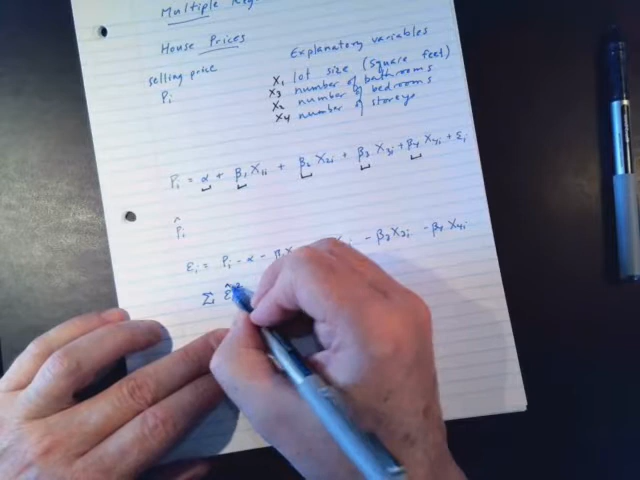 Multiple Reg.
House Prices
Explanatory variables
selling price
Pi
X1 lot size (square feet)
X3 number of bathrooms
X2 number of bedrooms
X4 number of storeys
Pi = α + β1 X1i + β2 X2i + β3 X3i + β4 X4i + εi
P̂i
εi = Pi - α - β1 X i - β3 X3i - β4 X4i
Σi ε̂